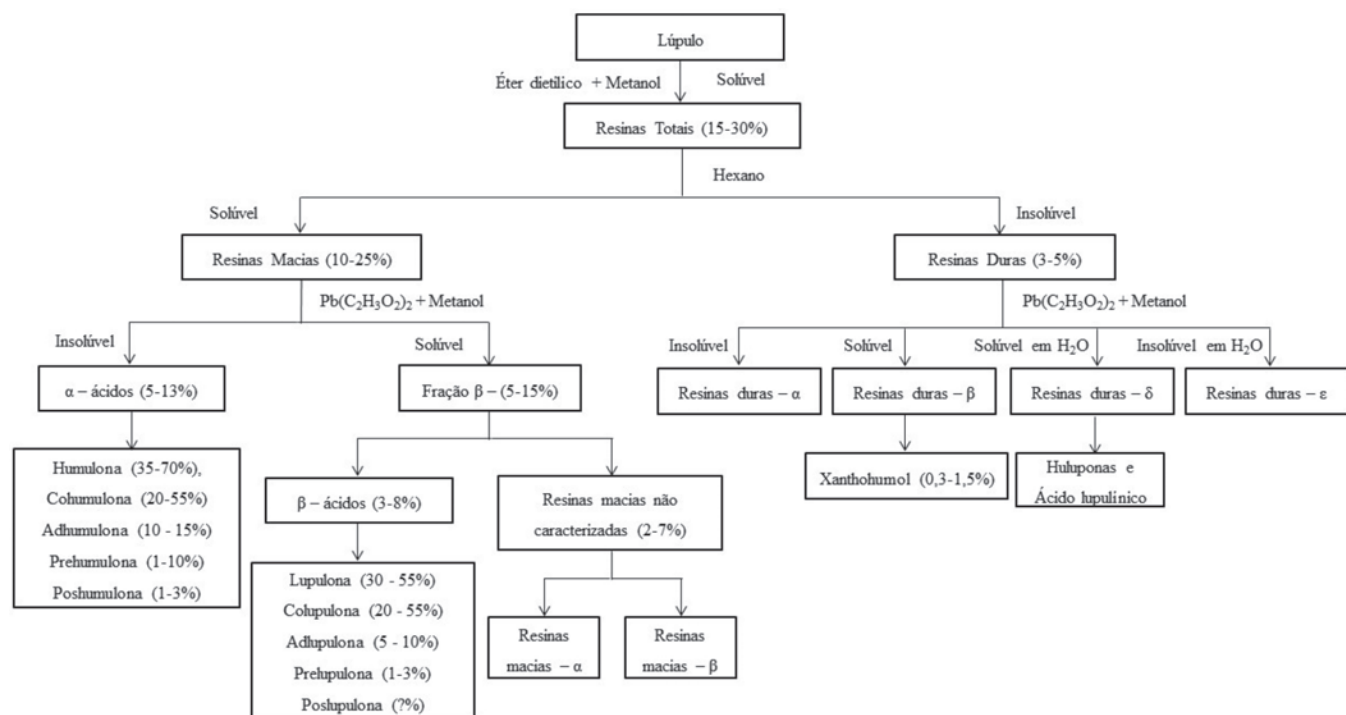 Lúpulo
Éter dietílico + Metanol
Solúvel
Resinas Totais (15-30%)
Hexano
Solúvel
Insolúvel
Resinas Macias (10-25%)
Resinas Duras (3-5%)
Pb(C₂H₃O₂)₂ + Metanol
Pb(C₂H₃O₂)₂ + Metanol
Insolúvel
Solúvel
Insolúvel
Solúvel
Solúvel em H₂O
Insolúvel em H₂O
α – ácidos (5-13%)
Fração β – (5-15%)
Resinas duras – α
Resinas duras – β
Resinas duras – δ
Resinas duras – ε
Humulona (35-70%),
Cohumulona (20-55%)
Adhumulona (10 - 15%)
Prehumulona (1-10%)
Poshumulona (1-3%)
β – ácidos (3-8%)
Resinas macias não
caracterizadas (2-7%)
Xanthohumol (0,3-1,5%)
Huluponas e
Ácido lupulínico
Lupulona (30 - 55%)
Colupulona (20 - 55%)
Adlupulona (5 - 10%)
Prelupulona (1-3%)
Poslupulona (?%)
Resinas
macias – α
Resinas
macias – β